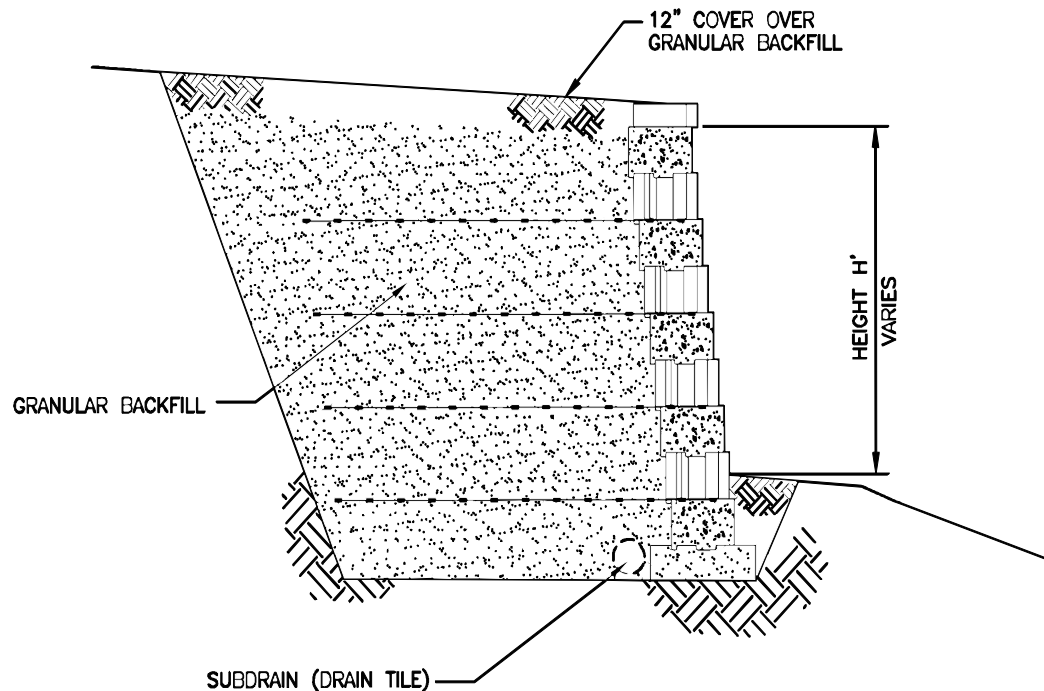 12" COVER OVER
GRANULAR BACKFILL
HEIGHT H'
VARIES
GRANULAR BACKFILL
SUBDRAIN (DRAIN TILE)